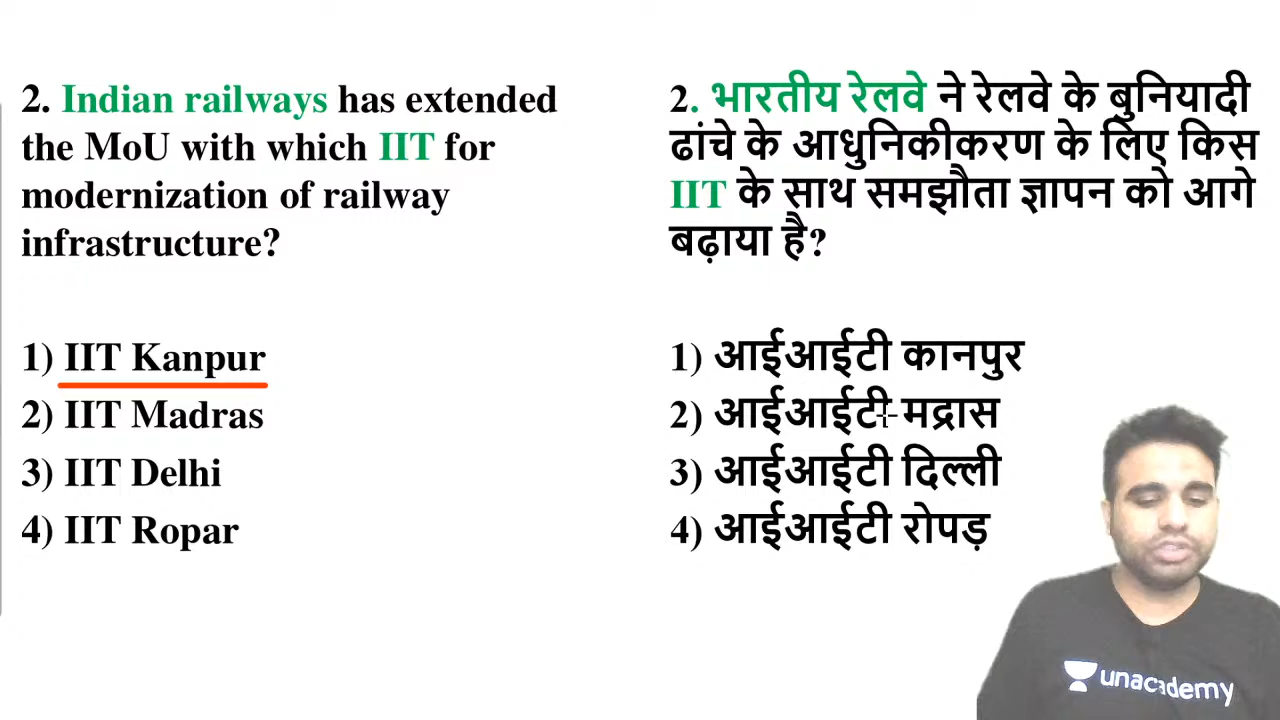 2. Indian railways has extended
the MoU with which IIT for
modernization of railway
infrastructure?
1) IIT Kanpur
2) IIT Madras
3) IIT Delhi
4) IIT Ropar
2. भारतीय रेलवे ने रेलवे के बुनियादी
ढांचे के आधुनिकीकरण के लिए किस
IIT के साथ समझौता ज्ञापन को आगे
बढ़ाया है?
1) आईआईटी कानपुर
2) आईआईटी मद्रास
3) आईआईटी दिल्ली
4) आईआईटी रोपड़
unacademy